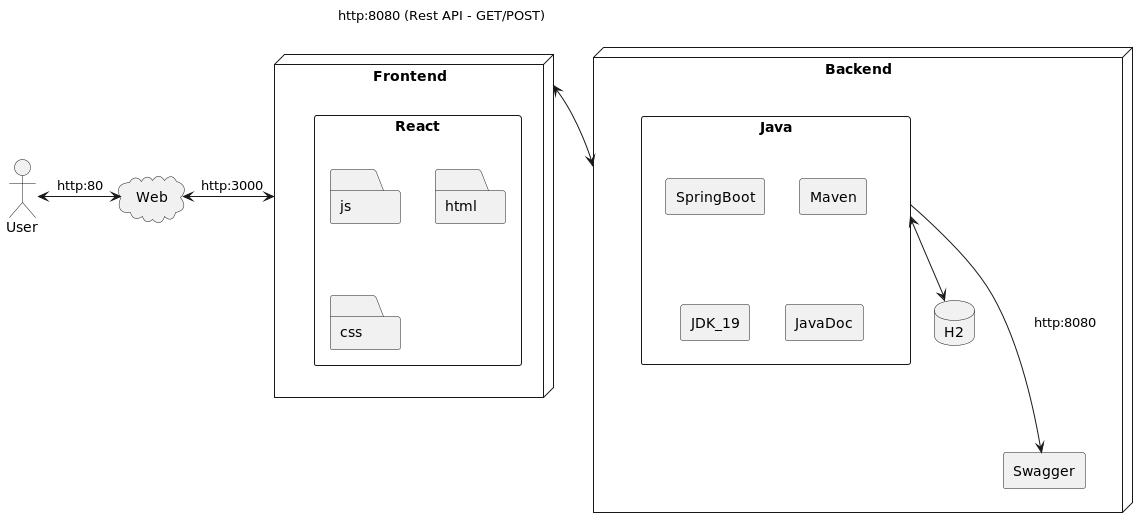 http:8080 (Rest API - GET/POST)
User
http:80
Web
http:3000
Frontend
React
js
html
css
Backend
Java
SpringBoot
Maven
JDK_19
JavaDoc
H2
http:8080
Swagger